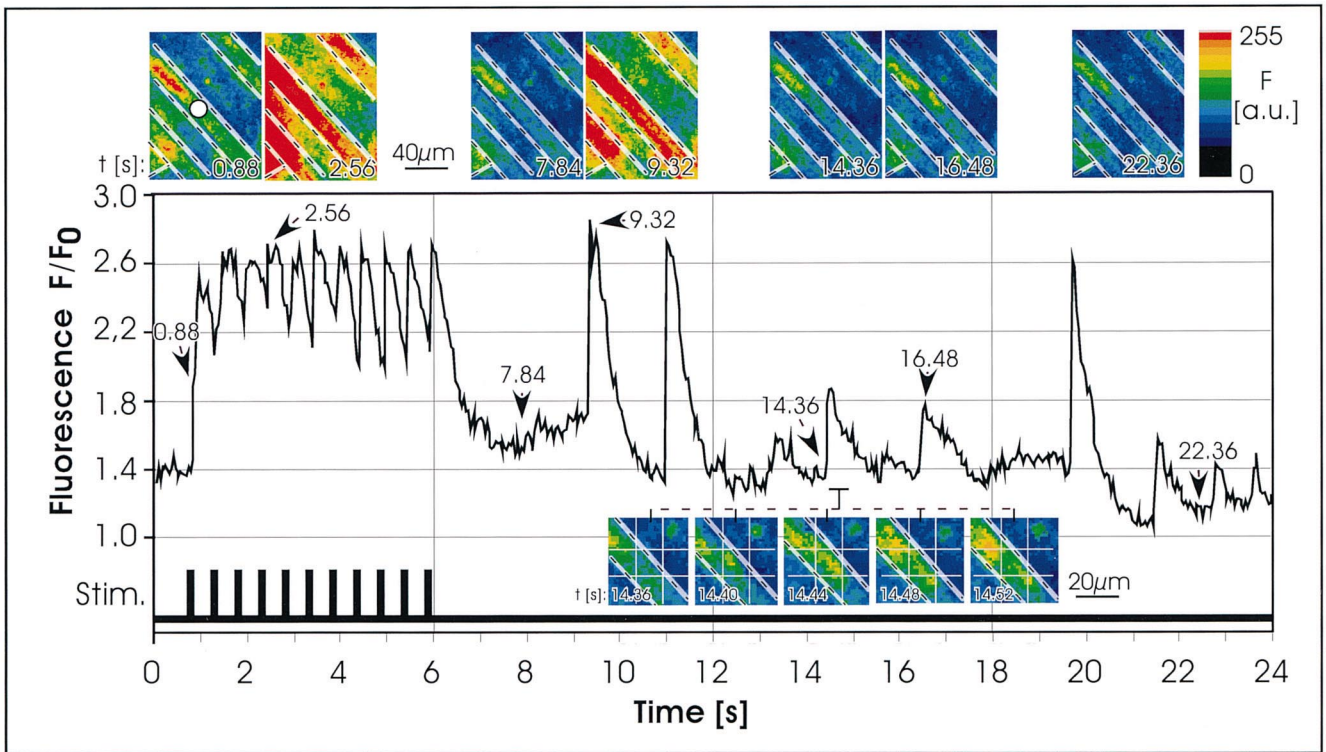 255
F
[a.u.]
0
t [s]: 0.88 2.56 40µm 7.84 9.32 14.36 16.48 22.36
Fluorescence F/F0
3.0
2.6
2,2
1.8
1.4
1.0
0.88
2.56
7.84
9.32
14.36
16.48
22.36
t [s]: 14.36 14.40 14.44 14.48 14.52 20µm
Stim.
0 2 4 6 8 10 12 14 16 18 20 22 24
Time [s]